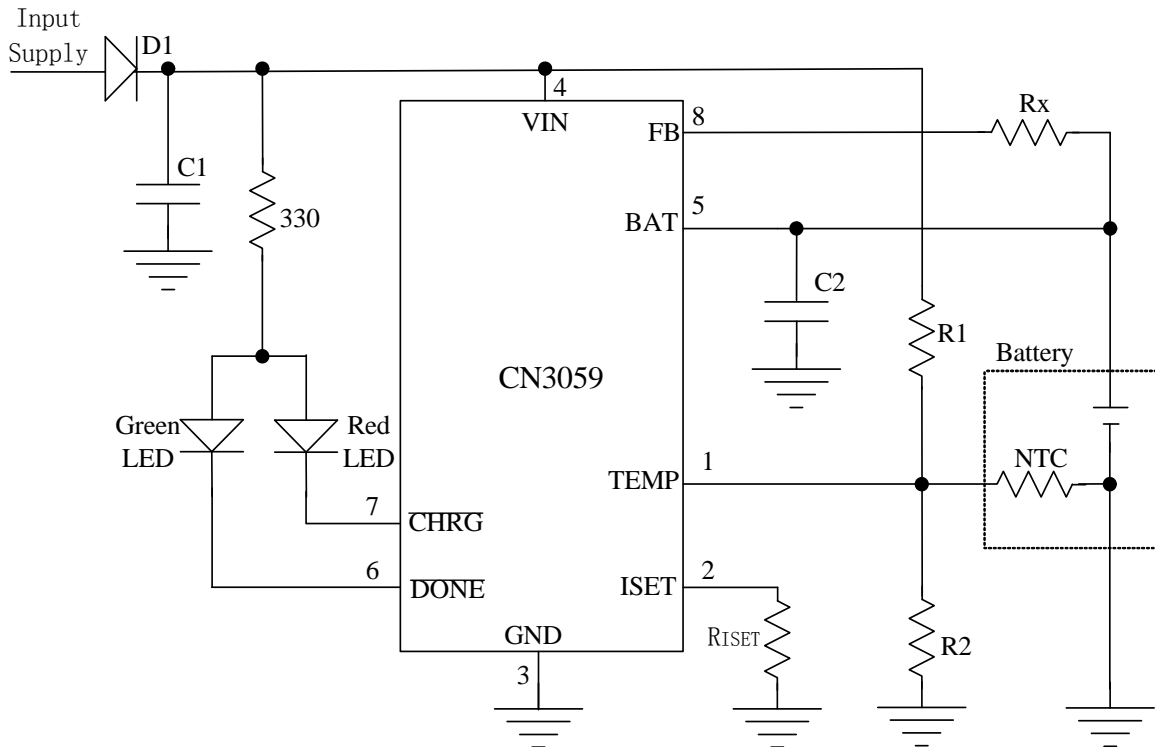 Input
Supply
D1
4
VIN
8
FB
Rx
C1
330
5
BAT
C2
R1
Battery
CN3059
Green
LED
Red
LED
1
TEMP
NTC
7
CHRG
6
DONE
2
ISET
RISET
R2
GND
3